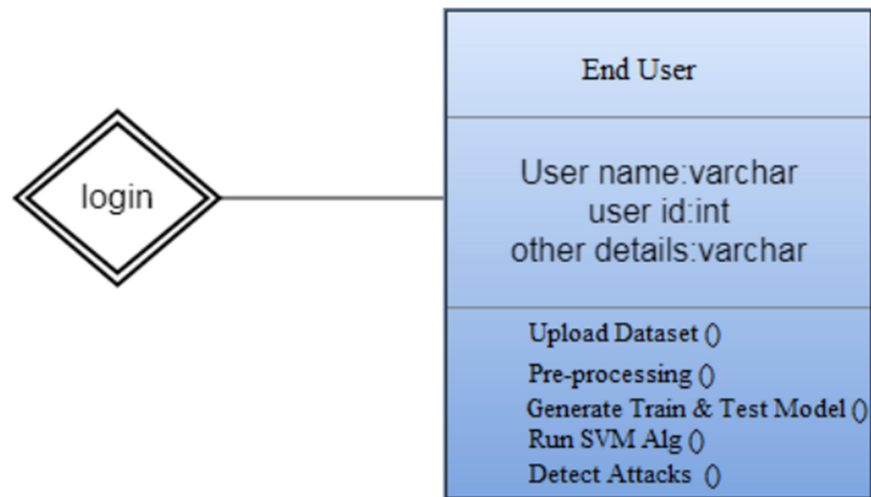 login
End User
User name:varchar
user id:int
other details:varchar
Upload Dataset ()
Pre-processing ()
Generate Train & Test Model ()
Run SVM Alg ()
Detect Attacks ()